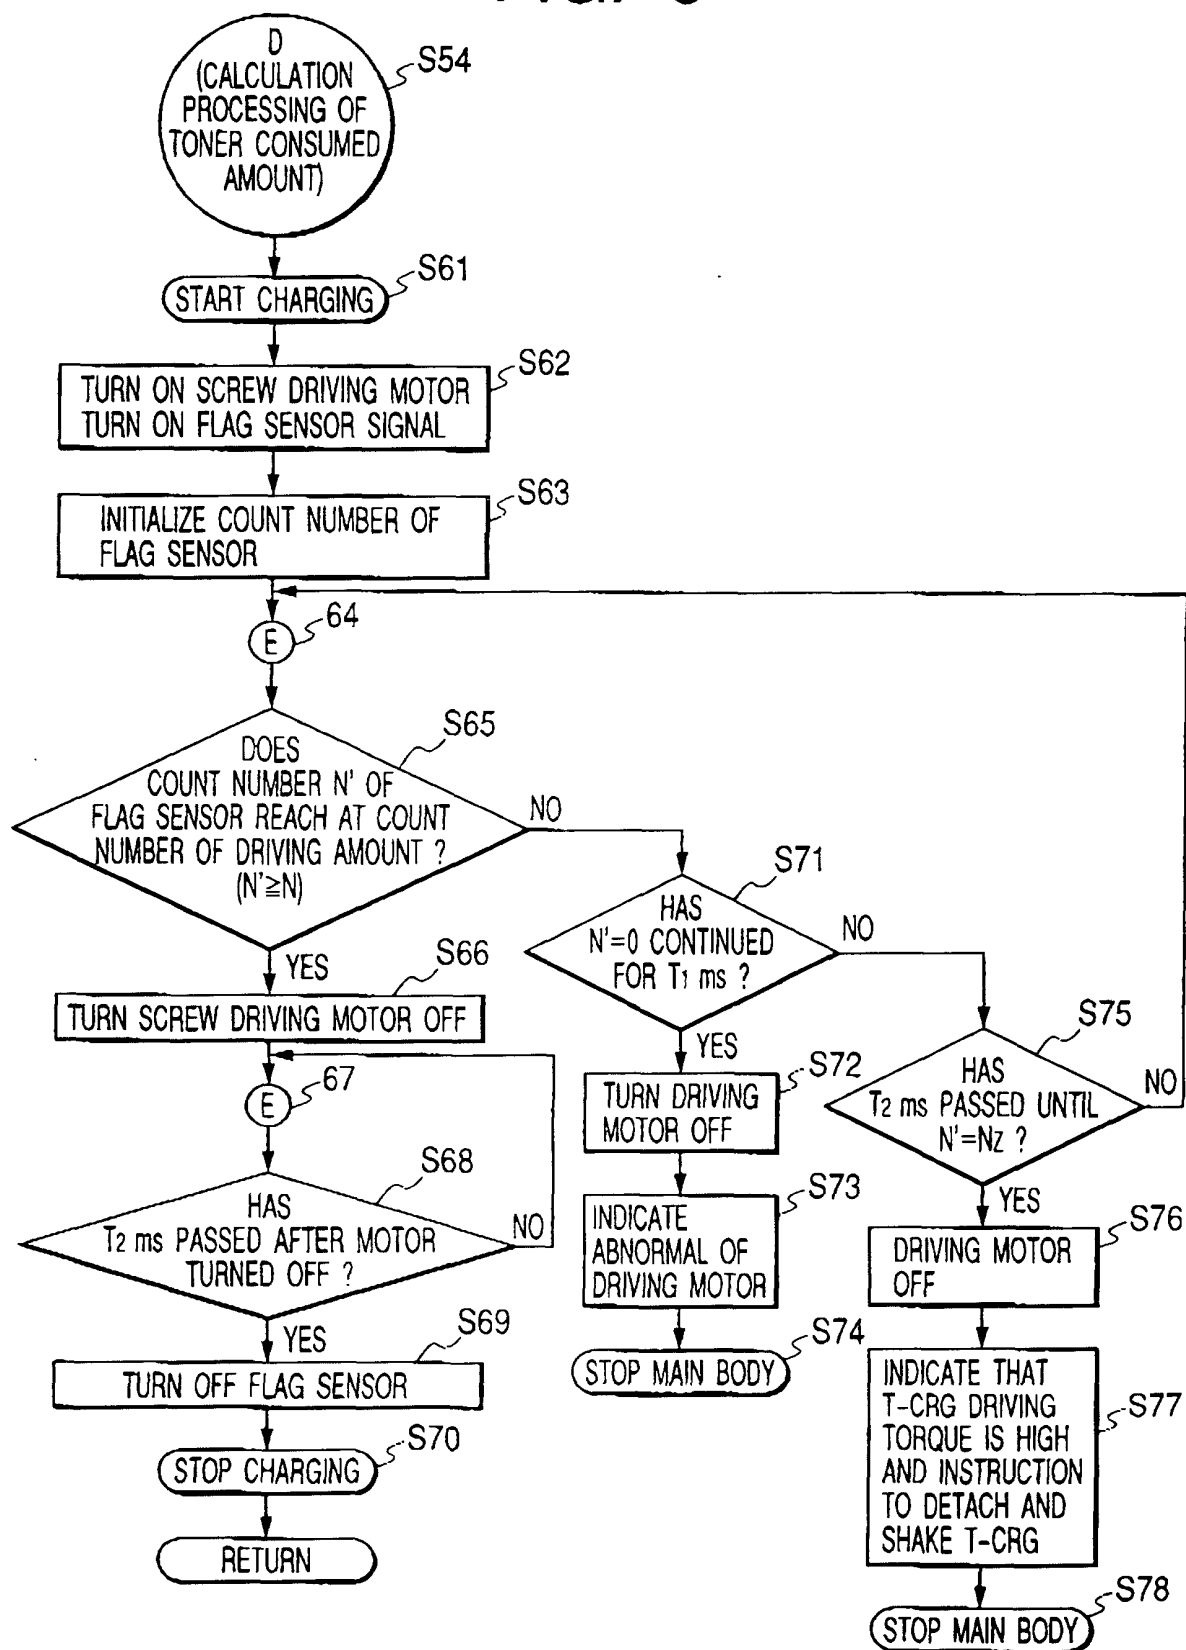 D
(CALCULATION
PROCESSING OF
TONER CONSUMED
AMOUNT)
S54
START CHARGING
S61
TURN ON SCREW DRIVING MOTOR
TURN ON FLAG SENSOR SIGNAL
S62
INITIALIZE COUNT NUMBER OF
FLAG SENSOR
S63
E
64
DOES
COUNT NUMBER N' OF
FLAG SENSOR REACH AT COUNT
NUMBER OF DRIVING AMOUNT ?
(N'≧N)
S65
NO
YES
S66
TURN SCREW DRIVING MOTOR OFF
E
67
HAS
T2 ms PASSED AFTER MOTOR
TURNED OFF ?
S68
NO
YES
S69
TURN OFF FLAG SENSOR
S70
STOP CHARGING
RETURN
S71
HAS
N'=0 CONTINUED
FOR T1 ms ?
NO
YES
S72
TURN DRIVING
MOTOR OFF
S73
INDICATE
ABNORMAL OF
DRIVING MOTOR
S74
STOP MAIN BODY
S75
HAS
T2 ms PASSED UNTIL
N'=NZ ?
NO
YES
S76
DRIVING MOTOR
OFF
INDICATE THAT
T-CRG DRIVING
TORQUE IS HIGH
AND INSTRUCTION
TO DETACH AND
SHAKE T-CRG
S77
S78
STOP MAIN BODY